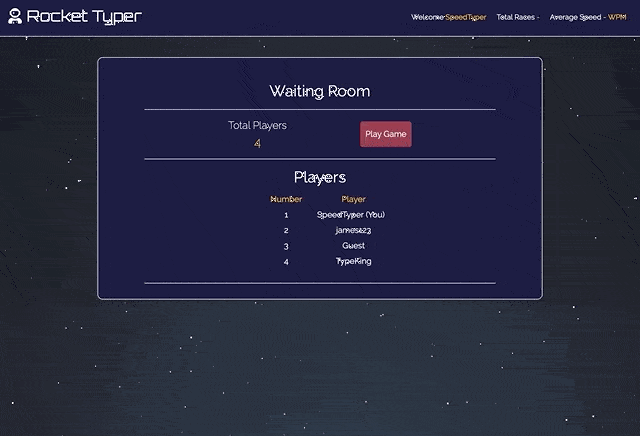 Rocket Typer
Welcome SpeedTyper Total Races - Average Speed - WPM
Waiting Room
Total Players
4
Play Game
Players
Number Player
1 SpeedTyper (You)
2 james123
3 Guest
4 TypeKing